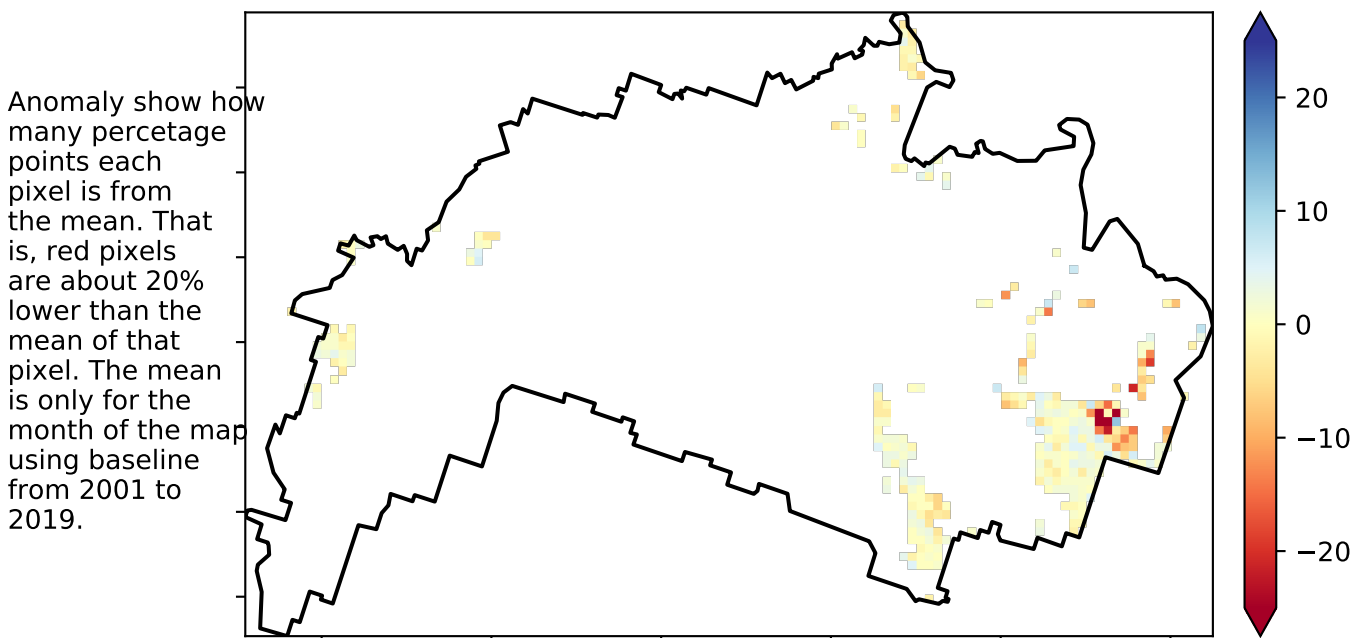 Anomaly show how
many percetage
points each
pixel is from
the mean. That
is, red pixels
are about 20%
lower than the
mean of that
pixel. The mean
is only for the
month of the map
using baseline
from 2001 to
2019.
20
10
0
−10
−20